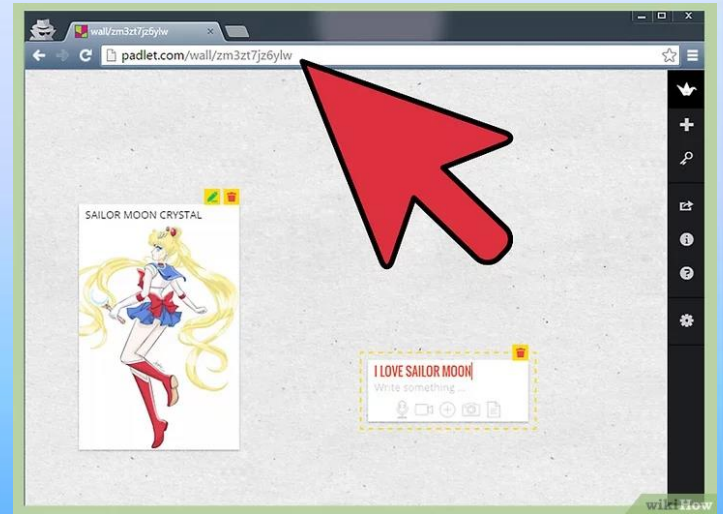 wall/zm3zt7jz6ylw
padlet.com/wall/zm3zt7jz6ylw
SAILOR MOON CRYSTAL
I LOVE SAILOR MOON
Write something ...
wikiHow